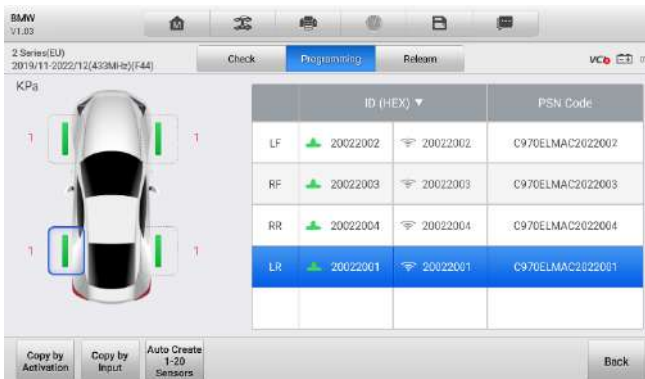 BMW
V1.03
2 Series(EU)
2019/11-2022/12(433MHz)(F44)
Check
Programming
Relearn
VCI
KPa
1
1
1
1
ID (HEX) ▼
PSN Code
LF 20022002 20022002 C970ELMAC2022002
RF 20022003 20022003 C970ELMAC2022003
RR 20022004 20022004 C970ELMAC2022004
LR 20022001 20022001 C970ELMAC2022001
Copy by
Activation
Copy by
Input
Auto Create
1-20
Sensors
Back